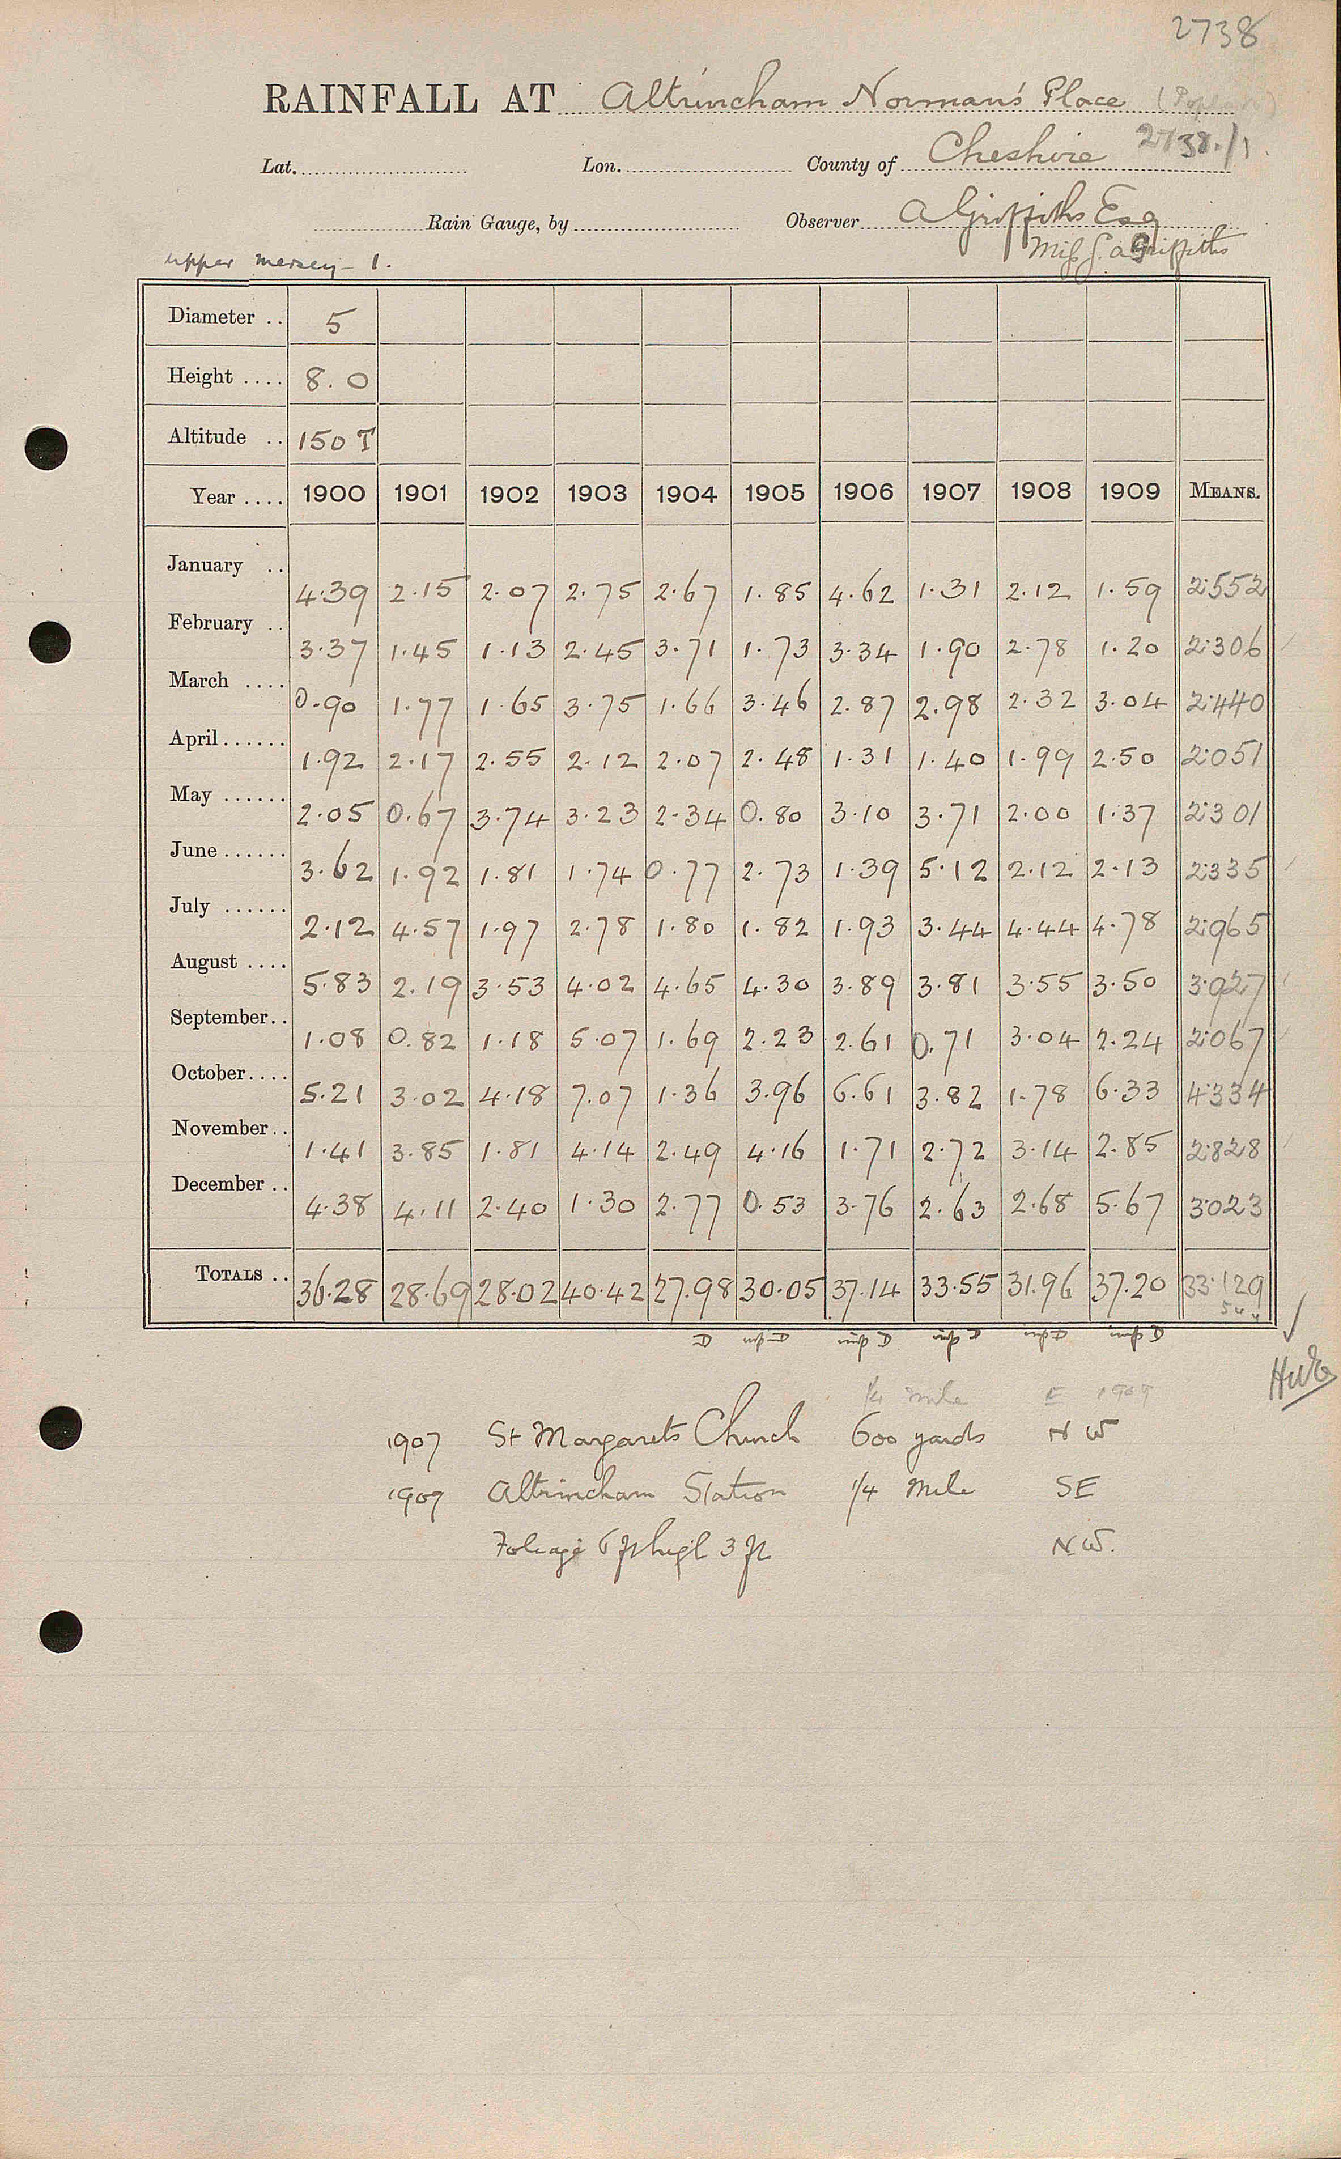 2738
RAINFALL AT Altrincham Norman's Place
Lat. Lon. County of Cheshire 2738./1.
Rain Gauge, by Observer A Griffiths Esq
upper mersey - 1. Miss G. A Griffiths
Diameter .. 5
Height .... 8.0
Altitude .. 150 T
Year .... 1900 1901 1902 1903 1904 1905 1906 1907 1908 1909 MEANS.
January .. 4.39 2.15 2.07 2.75 2.67 1.85 4.62 1.31 2.12 1.59 2.552
February .. 3.37 1.45 1.13 2.45 3.71 1.73 3.34 1.90 2.78 1.20 2.306
March .... 0.90 1.77 1.65 3.75 1.66 3.46 2.87 2.98 2.32 3.04 2.440
April ...... 1.92 2.17 2.55 2.12 2.07 2.48 1.31 1.40 1.99 2.50 2.051
May ...... 2.05 0.67 3.74 3.23 2.34 0.80 3.10 3.71 2.00 1.37 2.301
June ...... 3.62 1.92 1.81 1.74 0.77 2.73 1.39 5.12 2.12 2.13 2.335
July ...... 2.12 4.57 1.97 2.78 1.80 1.82 1.93 3.44 4.44 4.78 2.965
August .... 5.83 2.19 3.53 4.02 4.65 4.30 3.89 3.81 3.55 3.50 3.927
September .. 1.08 0.82 1.18 5.07 1.69 2.23 2.61 0.71 3.04 2.24 2.067
October .... 5.21 3.02 4.18 7.07 1.36 3.96 6.61 3.82 1.78 6.33 4.334
November .. 1.41 3.85 1.81 4.14 2.49 4.16 1.71 2.72 3.14 2.85 2.828
December .. 4.38 4.11 2.40 1.30 2.77 0.53 3.76 2.63 2.68 5.67 3.023
TOTALS .. 36.28 28.69 28.02 40.42 27.98 30.05 37.14 33.55 31.96 37.20 33.129
1/4 mile E 1909
1907 St Margarets Church 600 yards NW
1907 Altrincham Station 1/4 mile SE
Foliage 6 ft high 3 ft N.W.